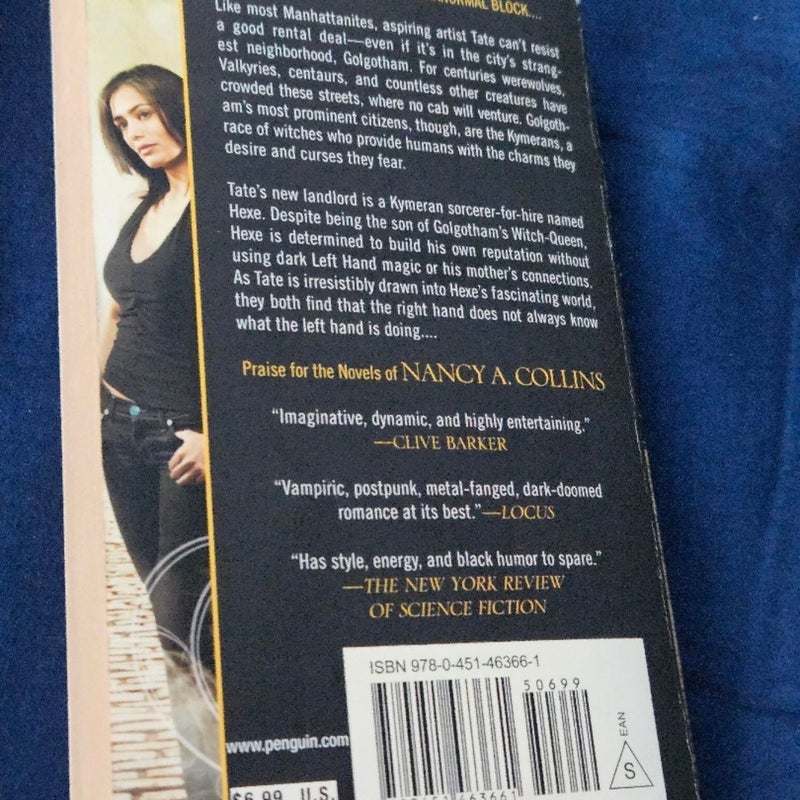 NORMAL BLOCK....
Like most Manhattanites, aspiring artist Tate can't resist
a good rental deal—even if it's in the city's strang-
est neighborhood, Golgotham. For centuries werewolves,
Valkyries, centaurs, and countless other creatures have
crowded these streets, where no cab will venture. Golgoth-
am's most prominent citizens, though, are the Kymerans, a
race of witches who provide humans with the charms they
desire and curses they fear.
Tate's new landlord is a Kymeran sorcerer-for-hire named
Hexe. Despite being the son of Golgotham's Witch-Queen,
Hexe is determined to build his own reputation without
using dark Left Hand magic or his mother's connections.
As Tate is irresistibly drawn into Hexe's fascinating world,
they both find that the right hand does not always know
what the left hand is doing....
Praise for the Novels of NANCY A. COLLINS
"Imaginative, dynamic, and highly entertaining."
—CLIVE BARKER
"Vampiric, postpunk, metal-fanged, dark-doomed
romance at its best."—LOCUS
"Has style, energy, and black humor to spare."
—THE NEW YORK REVIEW
OF SCIENCE FICTION
ISBN 978-0-451-46366-1
50699
EAN
S
www.penguin.com
$6.99 U.S.